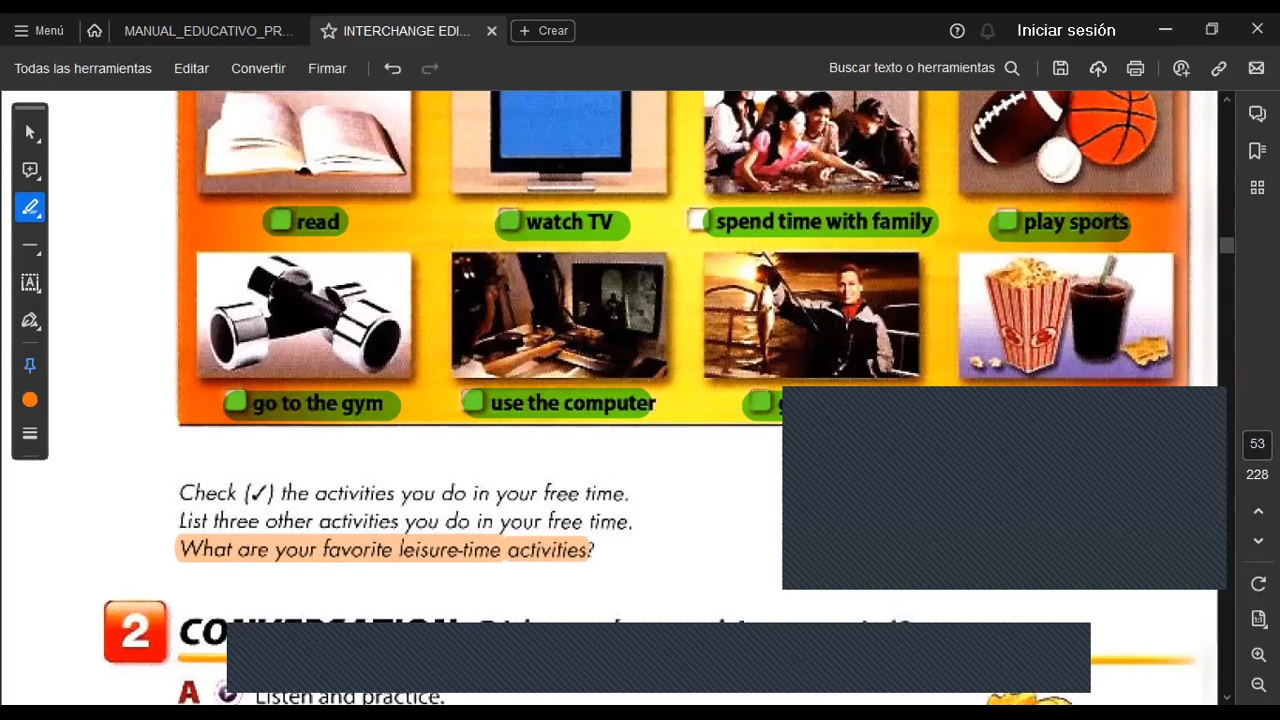 Menú
MANUAL_EDUCATIVO_PR...
INTERCHANGE EDI...
Crear
Iniciar sesión
Todas las herramientas
Editar
Convertir
Firmar
Buscar texto o herramientas
read
watch TV
spend time with family
play sports
go to the gym
use the computer
53
228
Check (✓) the activities you do in your free time.
List three other activities you do in your free time.
What are your favorite leisure-time activities?
2 CONVERSATION
A Listen and practice.